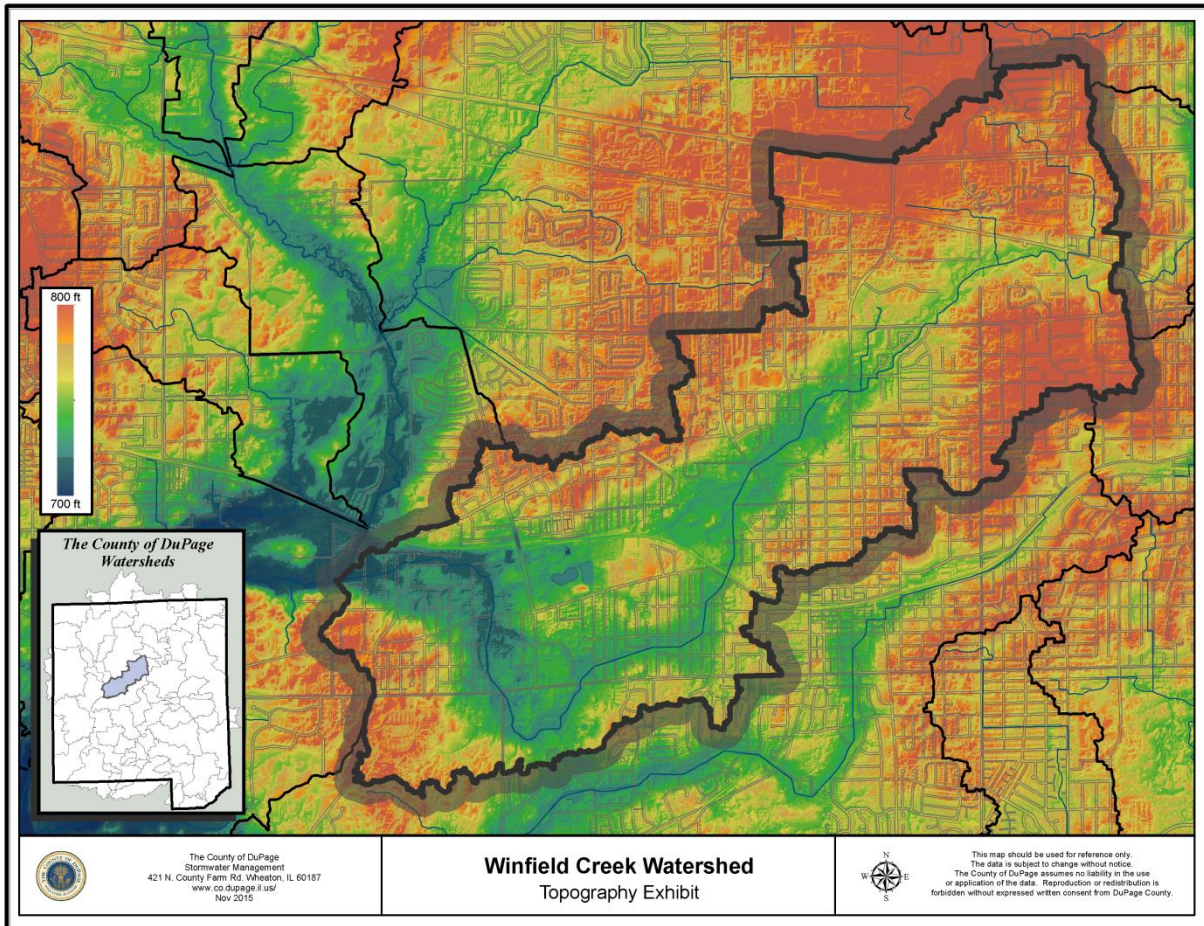 800 ft
700 ft
The County of DuPage
Watersheds
The County of DuPage
Stormwater Management
421 N. County Farm Rd. Wheaton, IL 60187
www.co.dupage.il.us/
Nov 2015
Winfield Creek Watershed
Topography Exhibit
N
W
E
S
This map should be used for reference only.
The data is subject to change without notice.
The County of DuPage assumes no liability in the use
or application of the data. Reproduction or redistribution is
forbidden without expressed written consent from DuPage County.